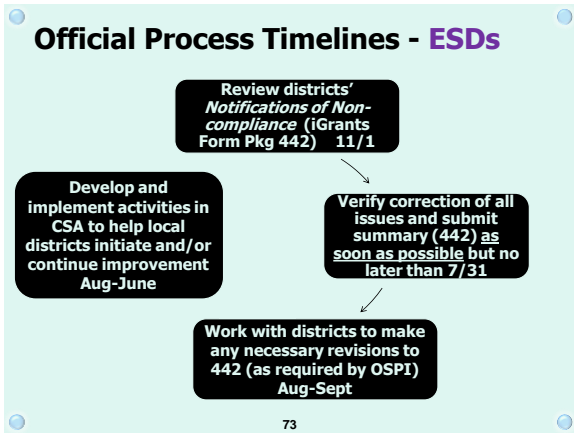 Official Process Timelines - ESDs
Review districts'
Notifications of Non-
compliance (iGrants
Form Pkg 442) 11/1
Develop and
implement activities in
CSA to help local
districts initiate and/or
continue improvement
Aug-June
Verify correction of all
issues and submit
summary (442) as
soon as possible but no
later than 7/31
Work with districts to make
any necessary revisions to
442 (as required by OSPI)
Aug-Sept
73